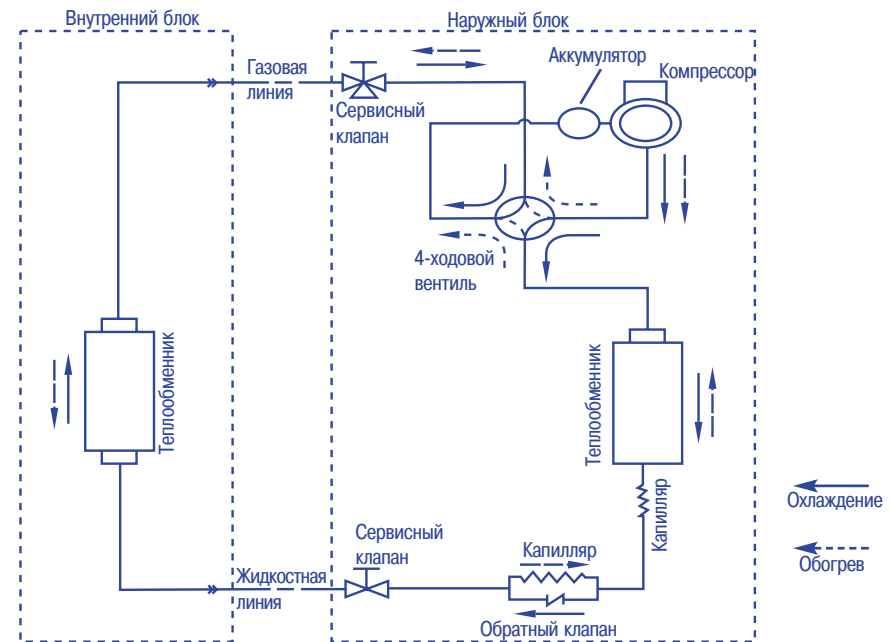 Внутренний блок
Наружный блок
Газовая
линия
Сервисный
клапан
Аккумулятор
Компрессор
4-ходовой
вентиль
Теплообменник
Теплообменник
Капилляр
Охлаждение
Обогрев
Сервисный
клапан
Капилляр
Жидкостная
линия
Обратный клапан